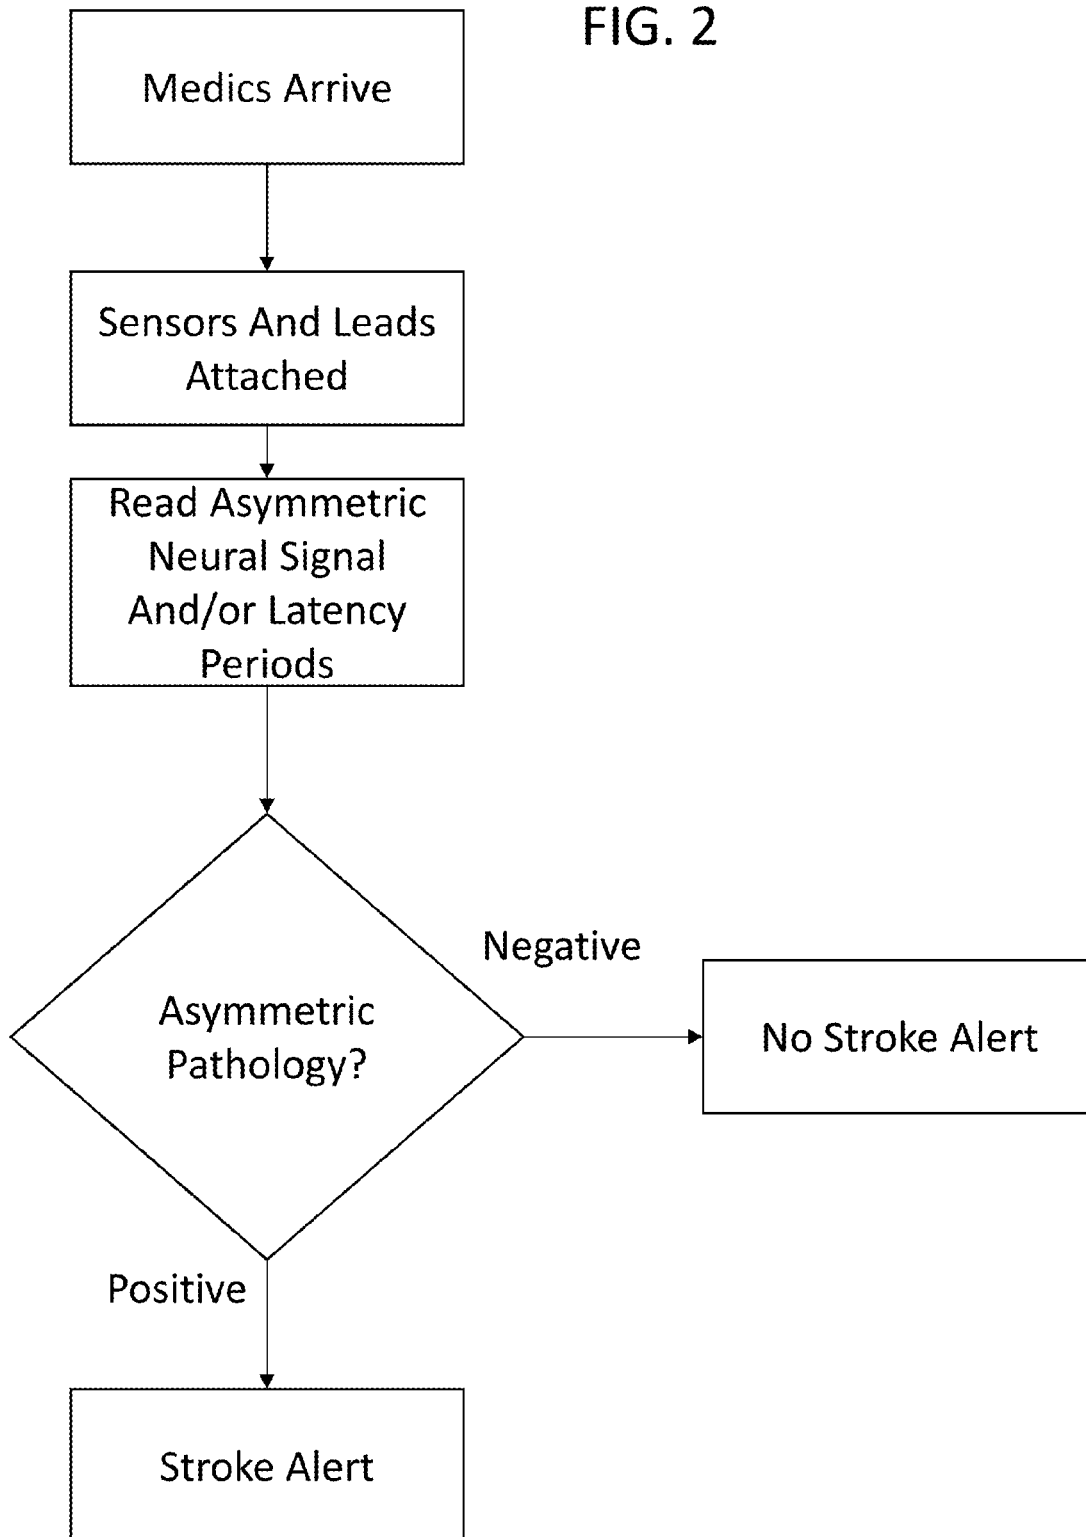 FIG. 2
Medics Arrive
Sensors And Leads
Attached
Read Asymmetric
Neural Signal
And/or Latency
Periods
Negative
Asymmetric
Pathology?
No Stroke Alert
Positive
Stroke Alert